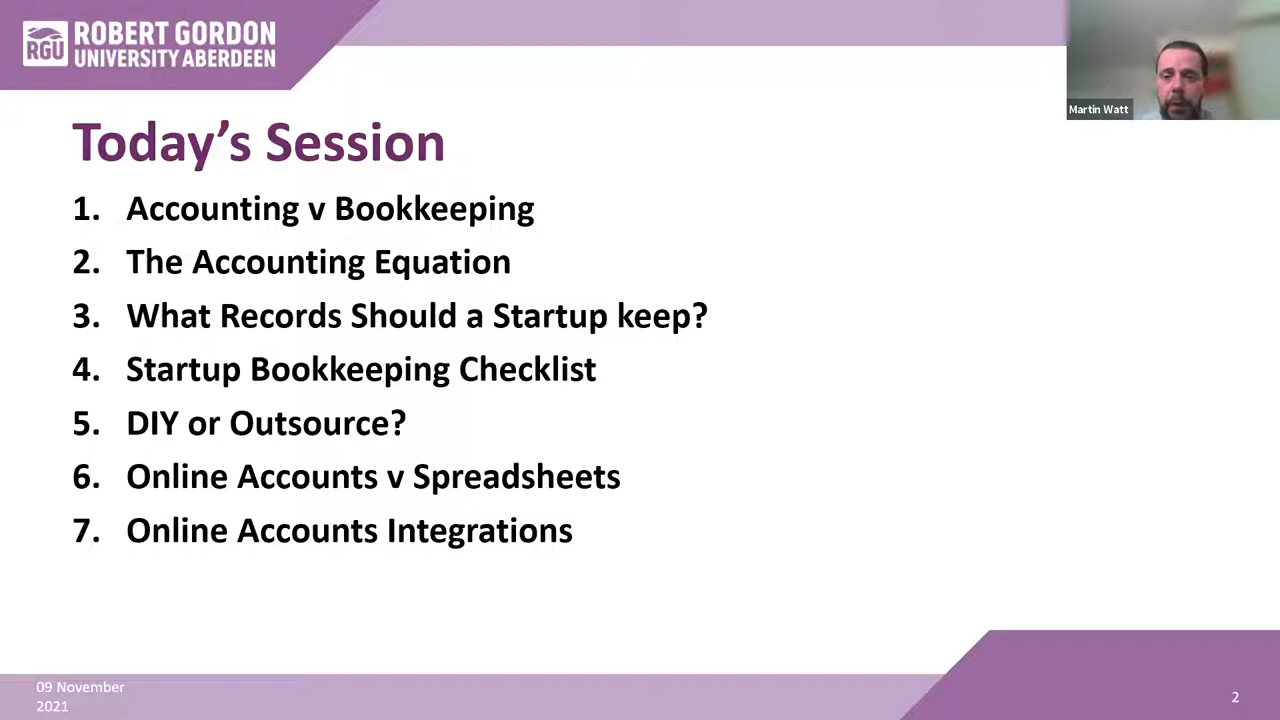 RGU
ROBERT GORDON
UNIVERSITY ABERDEEN
Martin Watt
Today’s Session
1. Accounting v Bookkeeping
2. The Accounting Equation
3. What Records Should a Startup keep?
4. Startup Bookkeeping Checklist
5. DIY or Outsource?
6. Online Accounts v Spreadsheets
7. Online Accounts Integrations
09 November
2021
2